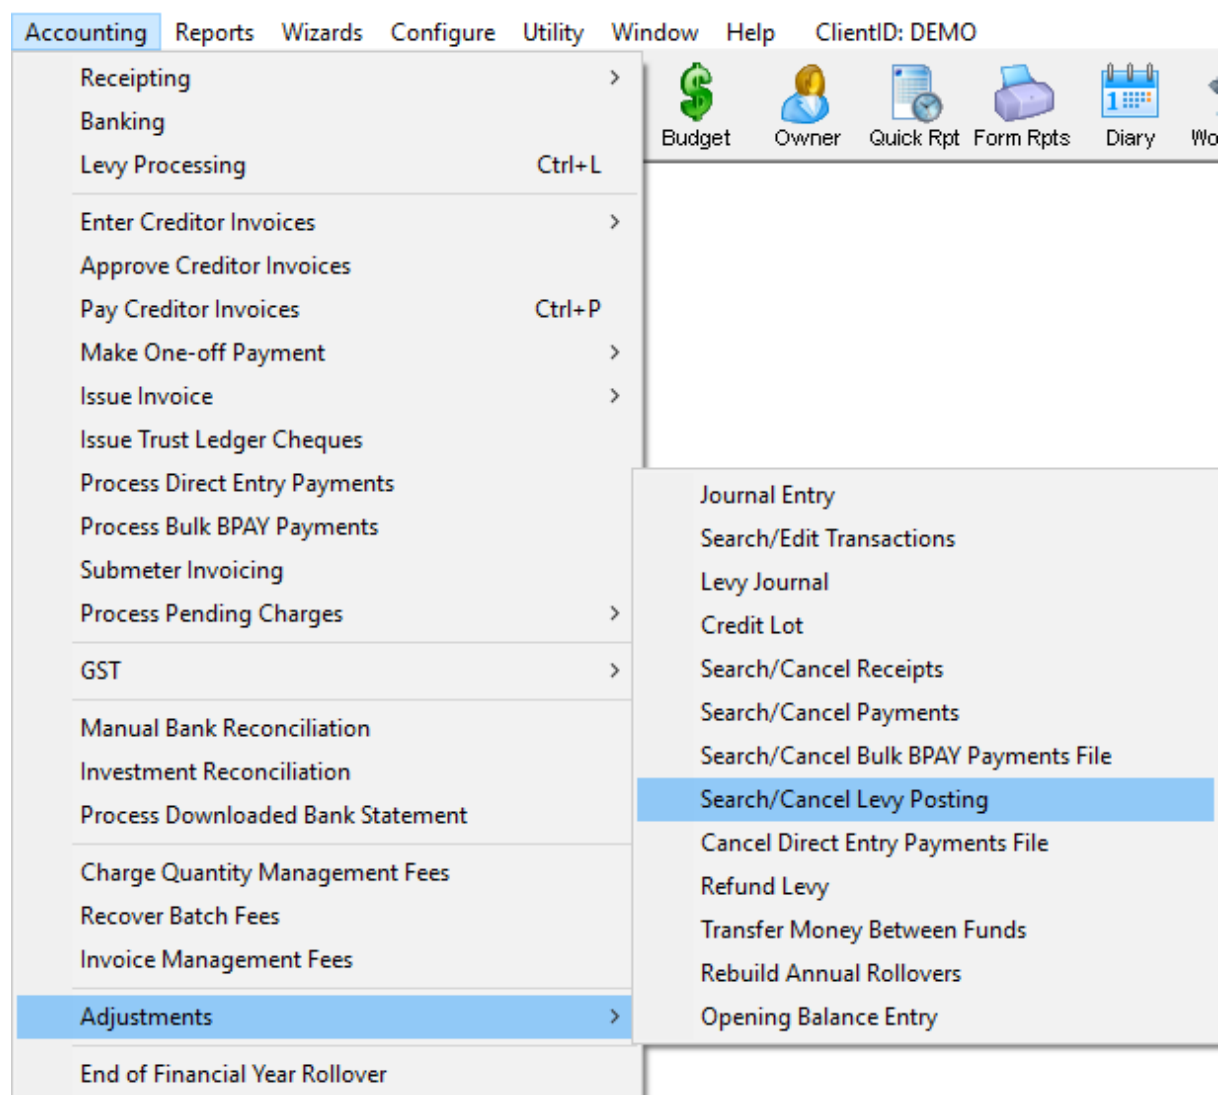 Accounting Reports Wizards Configure Utility Window Help ClientID: DEMO
Budget Owner Quick Rpt Form Rpts Diary
1
Receipting
Banking
Levy Processing Ctrl+L
Enter Creditor Invoices
Approve Creditor Invoices
Pay Creditor Invoices Ctrl+P
Make One-off Payment
Issue Invoice
Issue Trust Ledger Cheques
Process Direct Entry Payments
Process Bulk BPAY Payments
Submeter Invoicing
Process Pending Charges
GST
Manual Bank Reconciliation
Investment Reconciliation
Process Downloaded Bank Statement
Charge Quantity Management Fees
Recover Batch Fees
Invoice Management Fees
Adjustments
End of Financial Year Rollover
Journal Entry
Search/Edit Transactions
Levy Journal
Credit Lot
Search/Cancel Receipts
Search/Cancel Payments
Search/Cancel Bulk BPAY Payments File
Search/Cancel Levy Posting
Cancel Direct Entry Payments File
Refund Levy
Transfer Money Between Funds
Rebuild Annual Rollovers
Opening Balance Entry